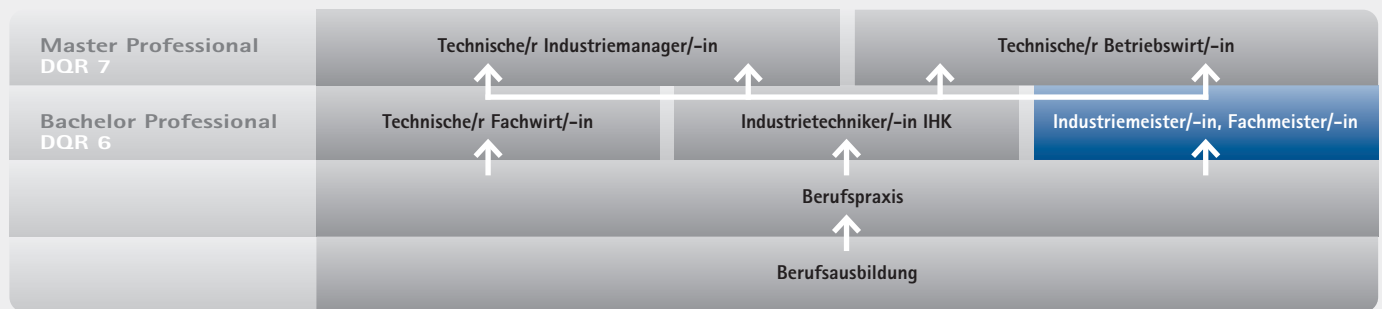 Master Professional
DQR 7
Technische/r Industriemanager/-in
Technische/r Betriebswirt/-in
Bachelor Professional
DQR 6
Technische/r Fachwirt/-in
Industrietechniker/-in IHK
Industriemeister/-in, Fachmeister/-in
Berufspraxis
Berufsausbildung